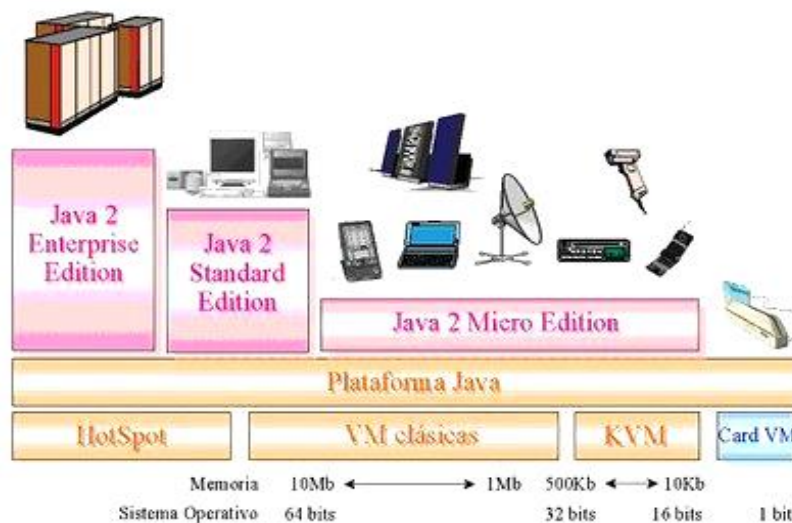 Java 2
Enterprise
Edition
Java 2
Standard
Edition
Java 2 Micro Edition
Plataforma Java
HotSpot
VM clásicas
KVM
Card VM
Memoria 10Mb 1Mb 500Kb 10Kb
Sistema Operativo 64 bits 32 bits 16 bits 1 bit